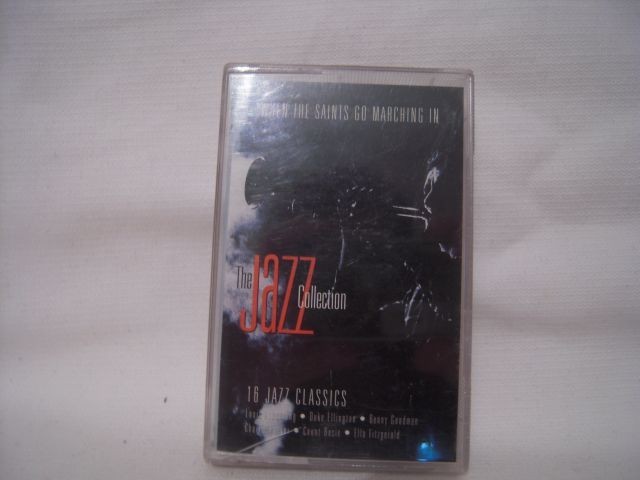 WHEN THE SAINTS GO MARCHING IN
The
JAZZ
Collection
16 JAZZ CLASSICS
Louis • Duke Ellington • Benny Goodman
• Count Basie • Ella Fitzgerald